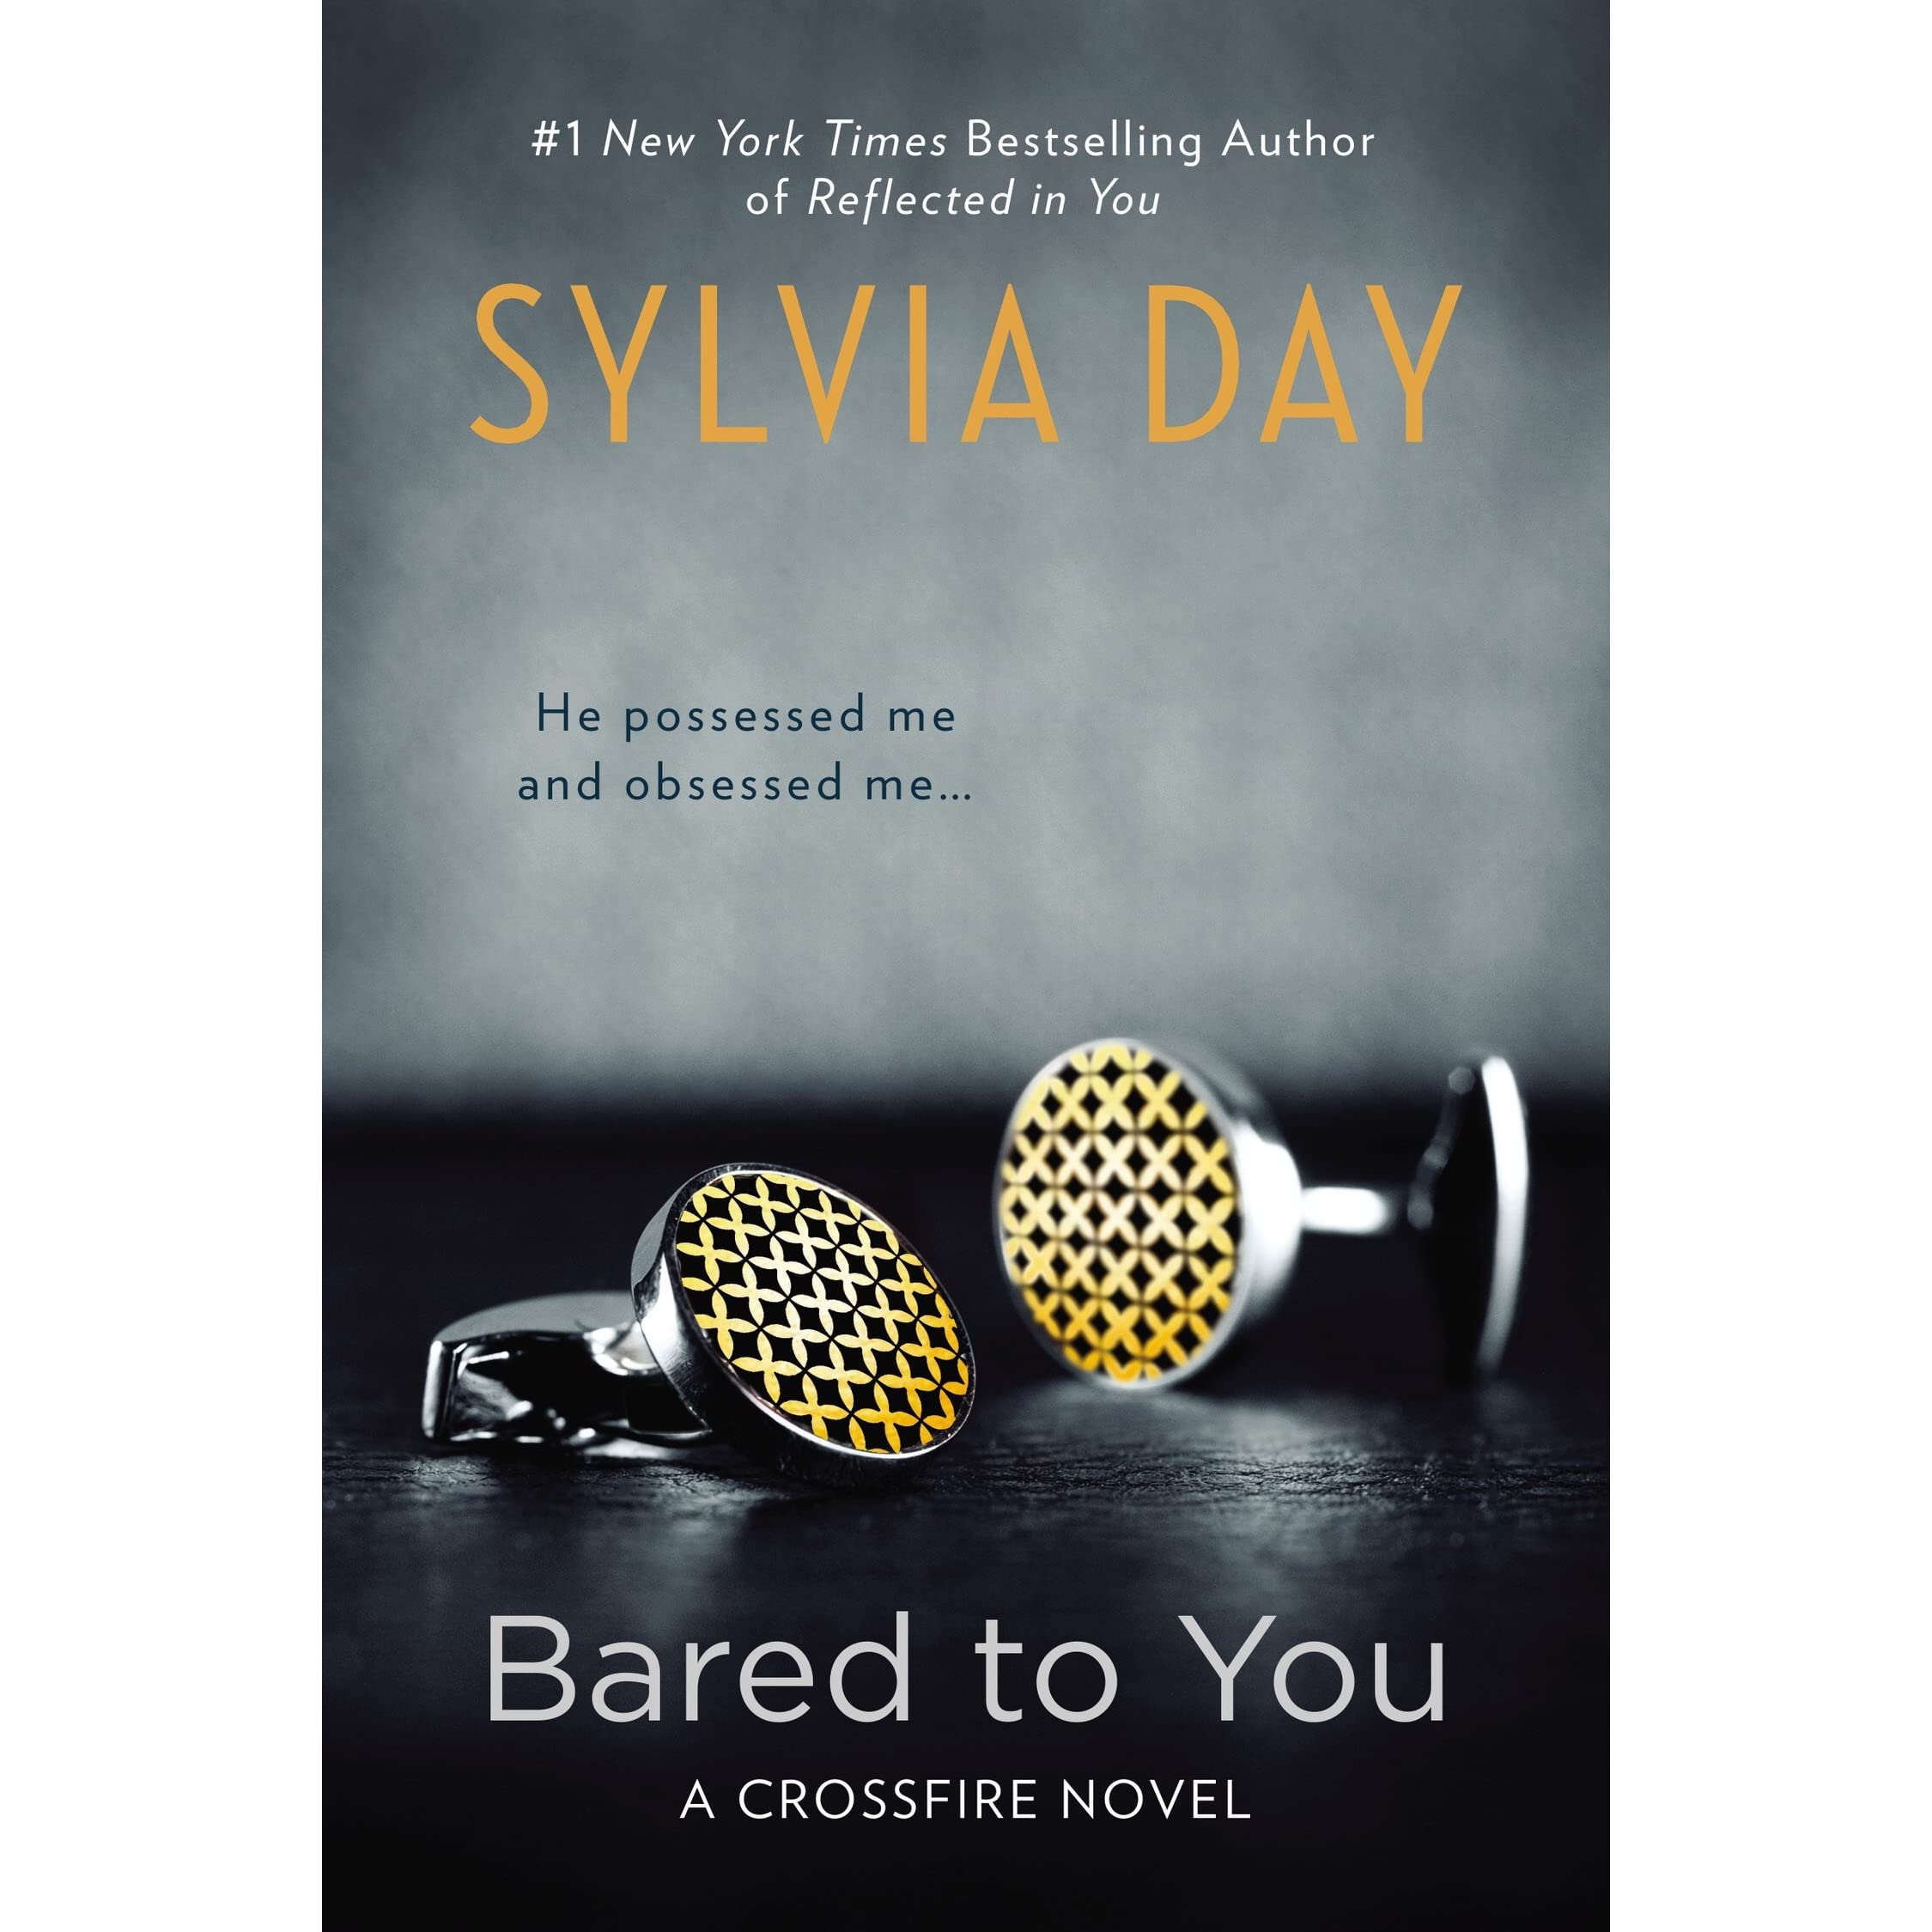 #1 New York Times Bestselling Author
of Reflected in You
SYLVIA DAY
He possessed me
and obsessed me...
Bared to You
A CROSSFIRE NOVEL